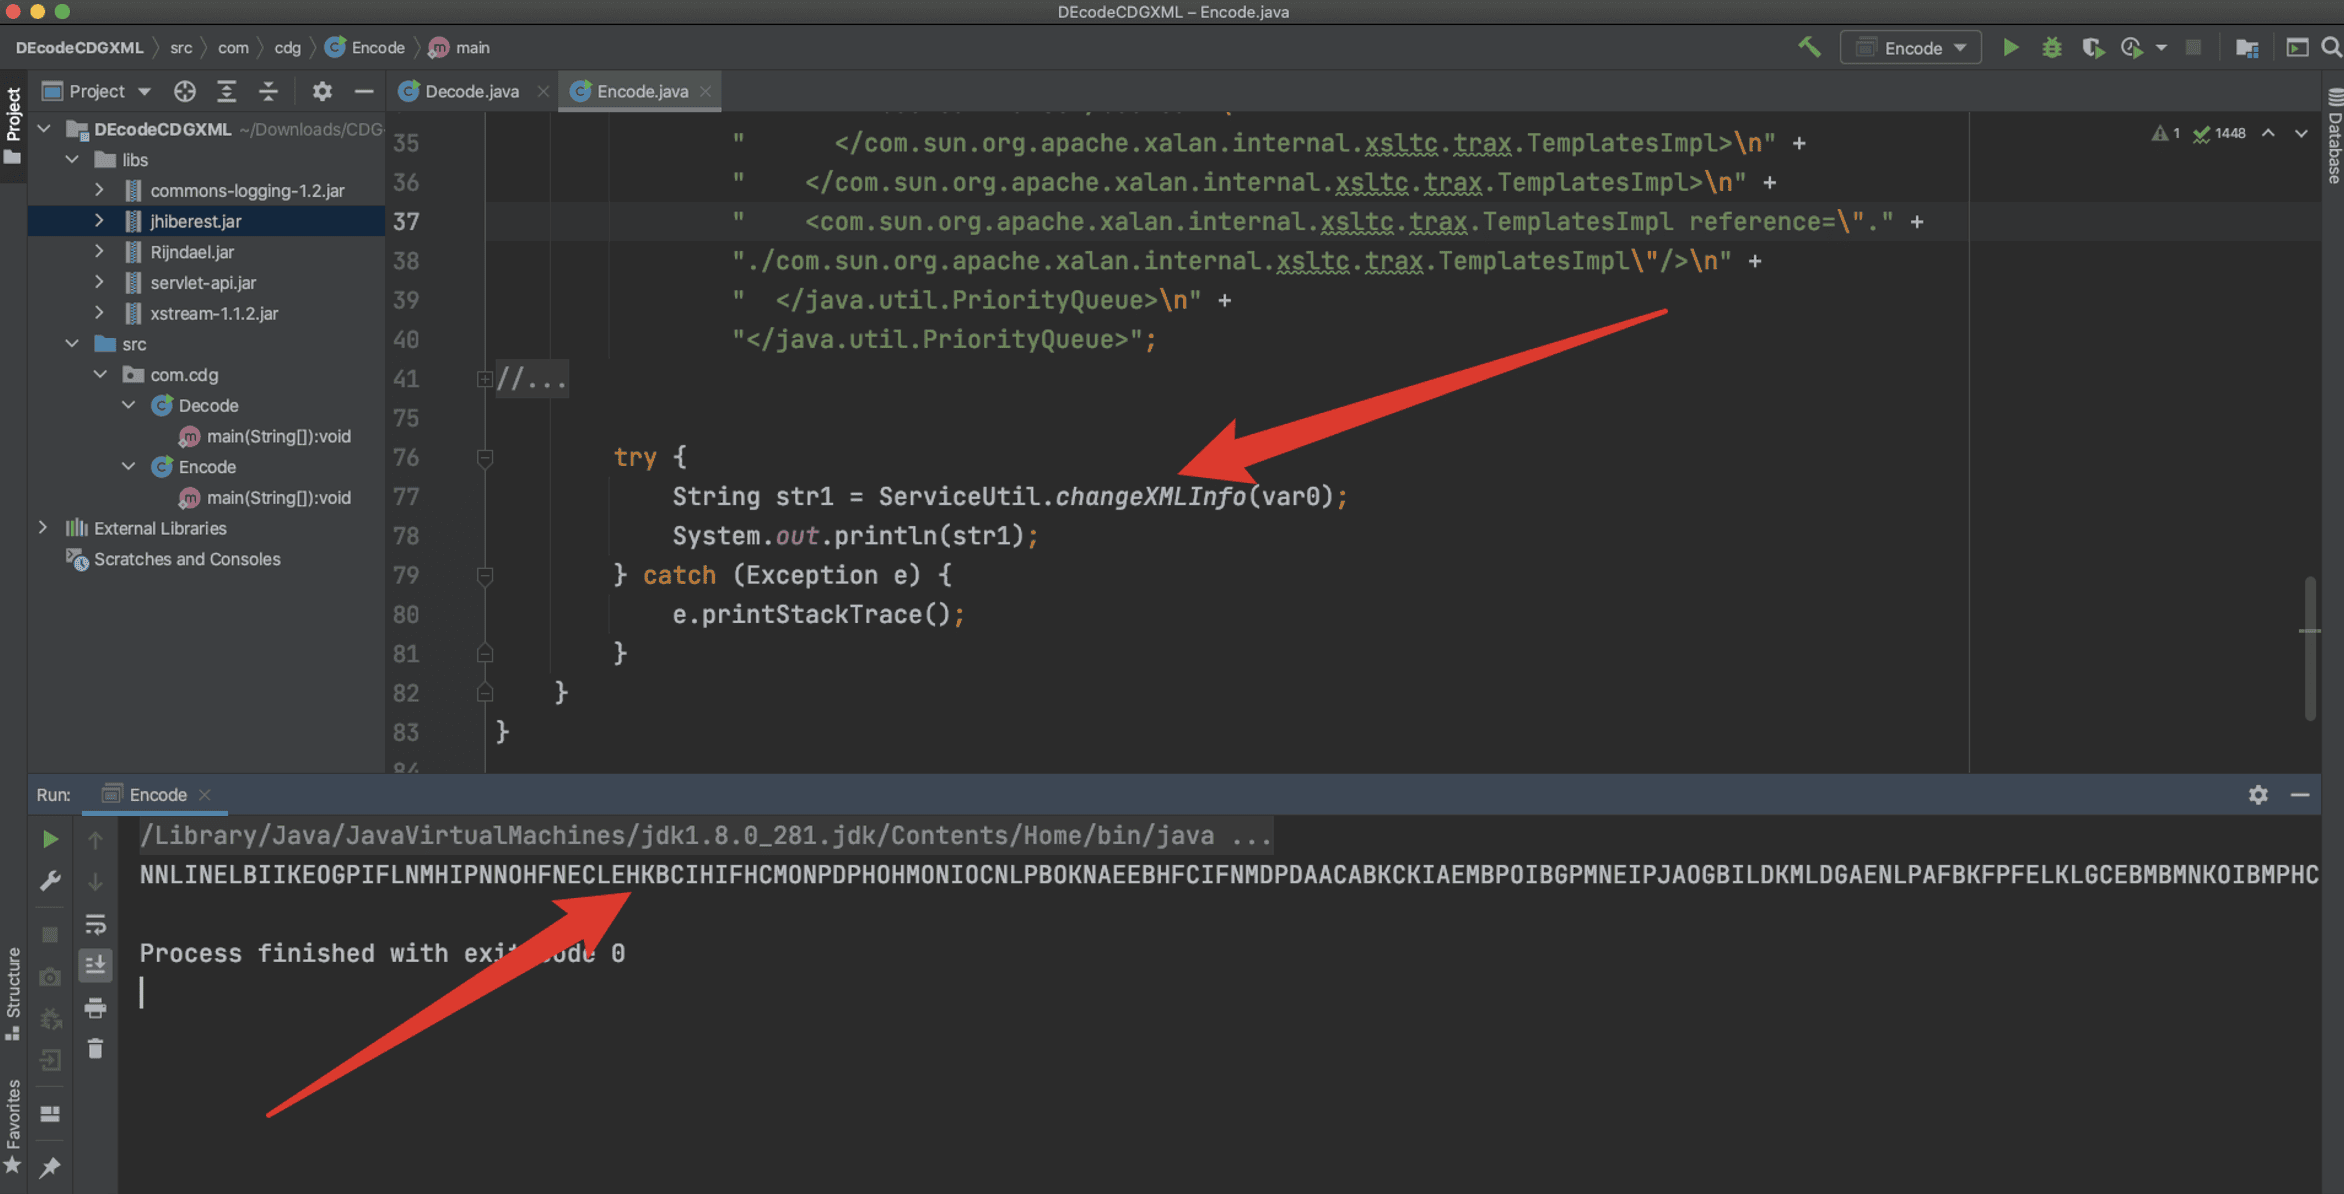 DEcodeCDGXML – Encode.java
DEcodeCDGXML src com cdg Encode main
Encode
Project
Decode.java
Encode.java
1 1448
Project
Database
DEcodeCDGXML ~/Downloads/CDG-
libs
commons-logging-1.2.jar
jhiberest.jar
Rijndael.jar
servlet-api.jar
xstream-1.1.2.jar
src
com.cdg
Decode
main(String[]):void
Encode
main(String[]):void
External Libraries
Scratches and Consoles
35 " </com.sun.org.apache.xalan.internal.xsltc.trax.TemplatesImpl>\n" +
36 " </com.sun.org.apache.xalan.internal.xsltc.trax.TemplatesImpl>\n" +
37 " <com.sun.org.apache.xalan.internal.xsltc.trax.TemplatesImpl reference=\"." +
38 "./com.sun.org.apache.xalan.internal.xsltc.trax.TemplatesImpl\"/>\n" +
39 " </java.util.PriorityQueue>\n" +
40 "</java.util.PriorityQueue>";
41 //...
75
76 try {
77 String str1 = ServiceUtil.changeXMLInfo(var0);
78 System.out.println(str1);
79 } catch (Exception e) {
80 e.printStackTrace();
81 }
82 }
83 }
84
Run: Encode
/Library/Java/JavaVirtualMachines/jdk1.8.0_281.jdk/Contents/Home/bin/java ...
NNLINELBIIKEOGPIFLNMHIPNNOHFNECLEHKBCIHIFHCMONPDPHOHMONIOCNLPBOKNAEEBHFCIFNMDPDAACABKCKIAEMBPOIBGPMNEIPJAOGBILDKMLDGAENLPAFBKFPFELKLGCEBMBMNKOIBMPHC
Process finished with exit code 0
Structure
Favorites